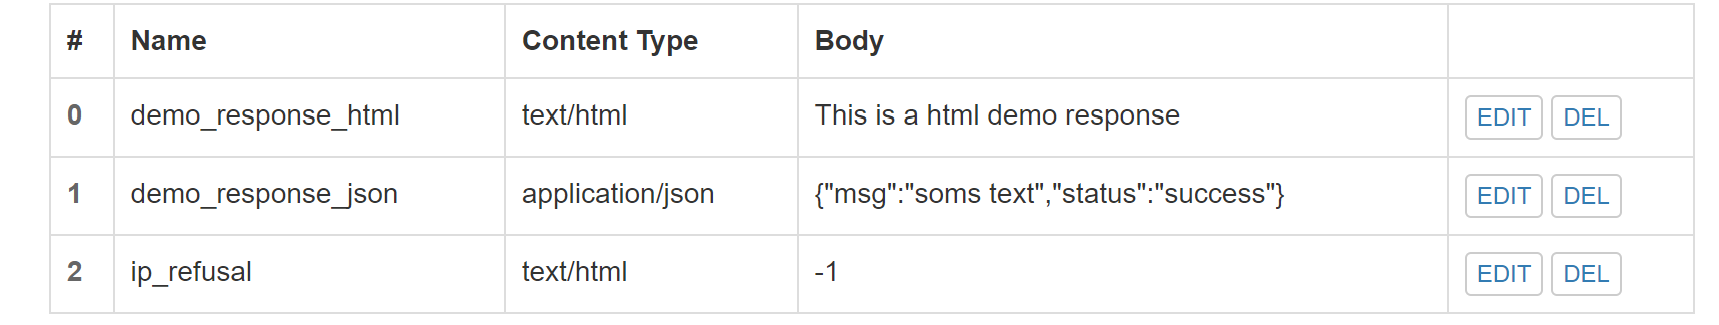 # Name Content Type Body
0 demo_response_html text/html This is a html demo response EDIT DEL
1 demo_response_json application/json {"msg":"soms text","status":"success"} EDIT DEL
2 ip_refusal text/html -1 EDIT DEL